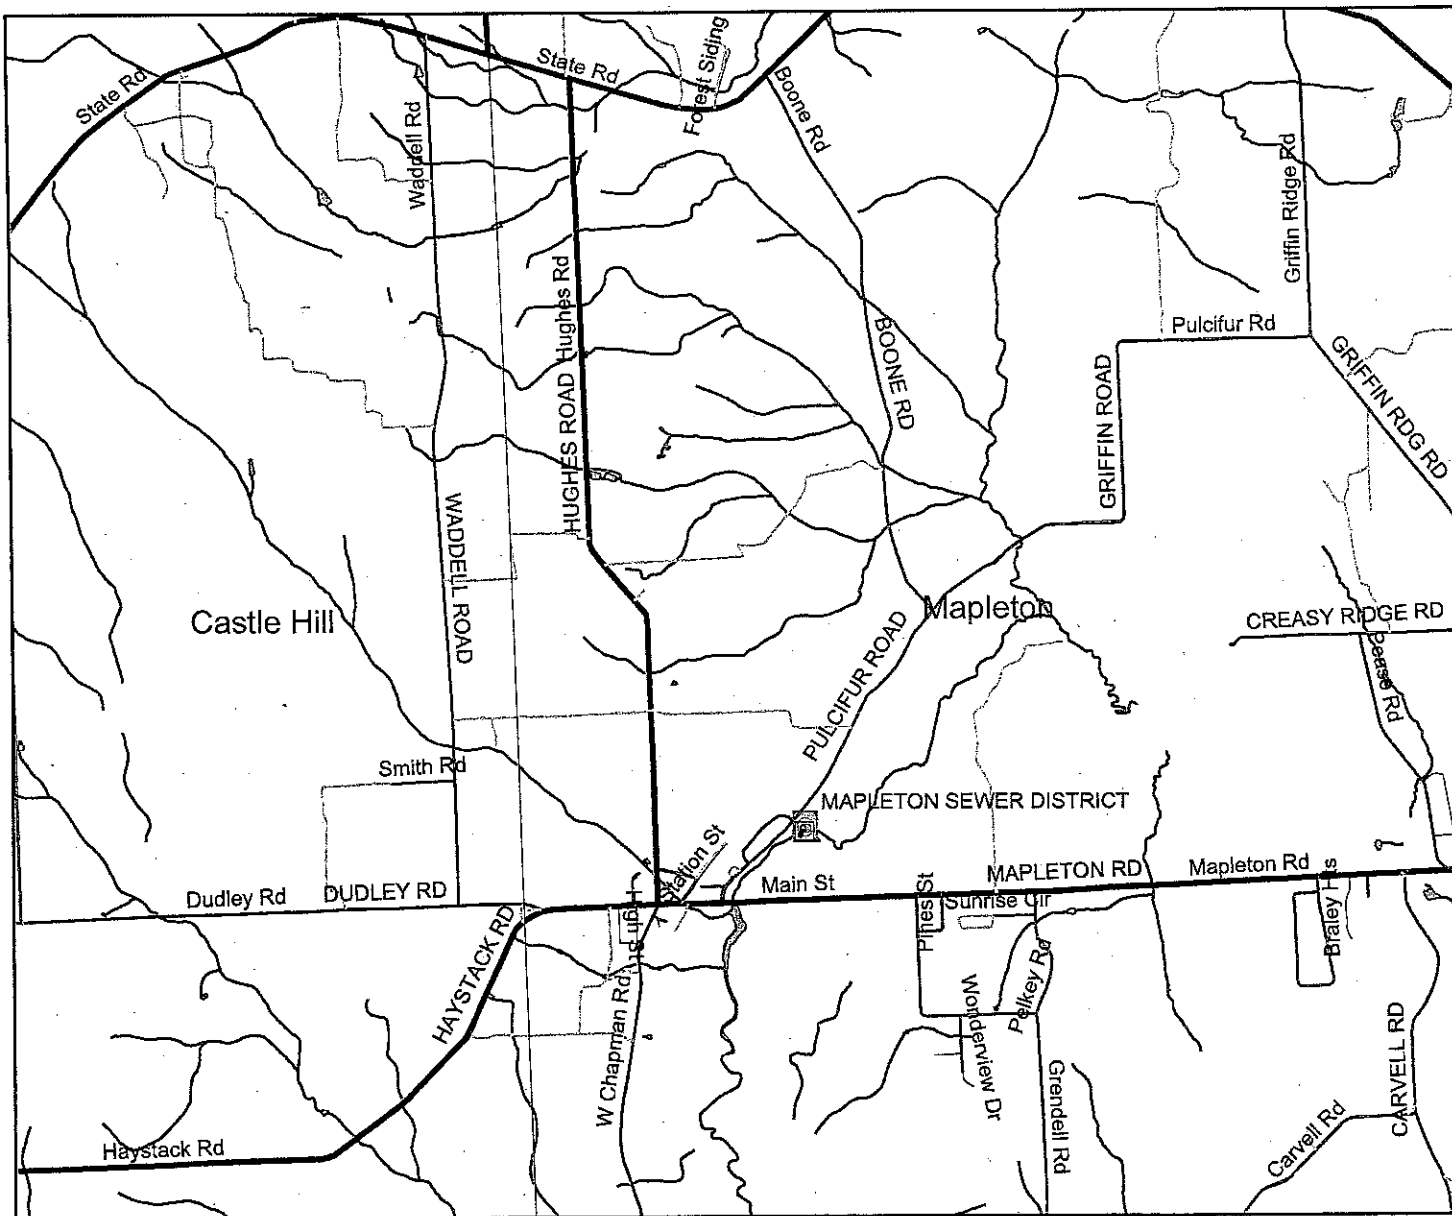 Forest Siding
State Rd
State Rd
Boone Rd
Waddell Rd
Griffin Ridge Rd
Hughes Rd
Pulcifur Rd
BOONE RD
GRIFFIN RDG RD
GRIFFIN ROAD
HUGHES ROAD
WADDELL ROAD
Castle Hill
Mapleton
CREASY RIDGE RD
PULCIFUR ROAD
Pease Rd
Smith Rd
MAPLETON SEWER DISTRICT
Station St
Main St
MAPLETON RD
Mapleton Rd
Dudley Rd
DUDLEY RD
High St
Pines St
Sunrise Cir
Braley Hts
HAYSTACK RD
W Chapman Rd
Wonderview Dr
Pelkey Rd
CARVELL RD
Grendell Rd
Carvell Rd
Haystack Rd